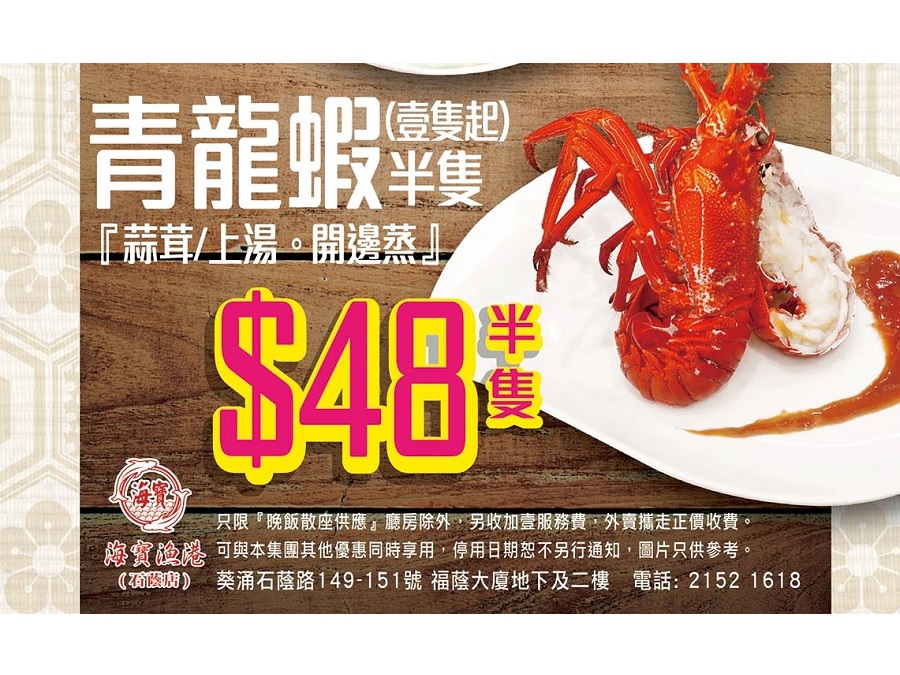 青龍蝦(壹隻起)半隻
『蒜茸/上湯。開邊蒸』
$48半隻
海寶
海寶漁港
(石蔭店)
只限『晚飯散座供應』廳房除外，另收加壹服務費，外賣攜走正價收費。
可與本集團其他優惠同時享用，停用日期恕不另行通知，圖片只供參考。
葵涌石蔭路149-151號 福蔭大廈地下及二樓 電話: 2152 1618